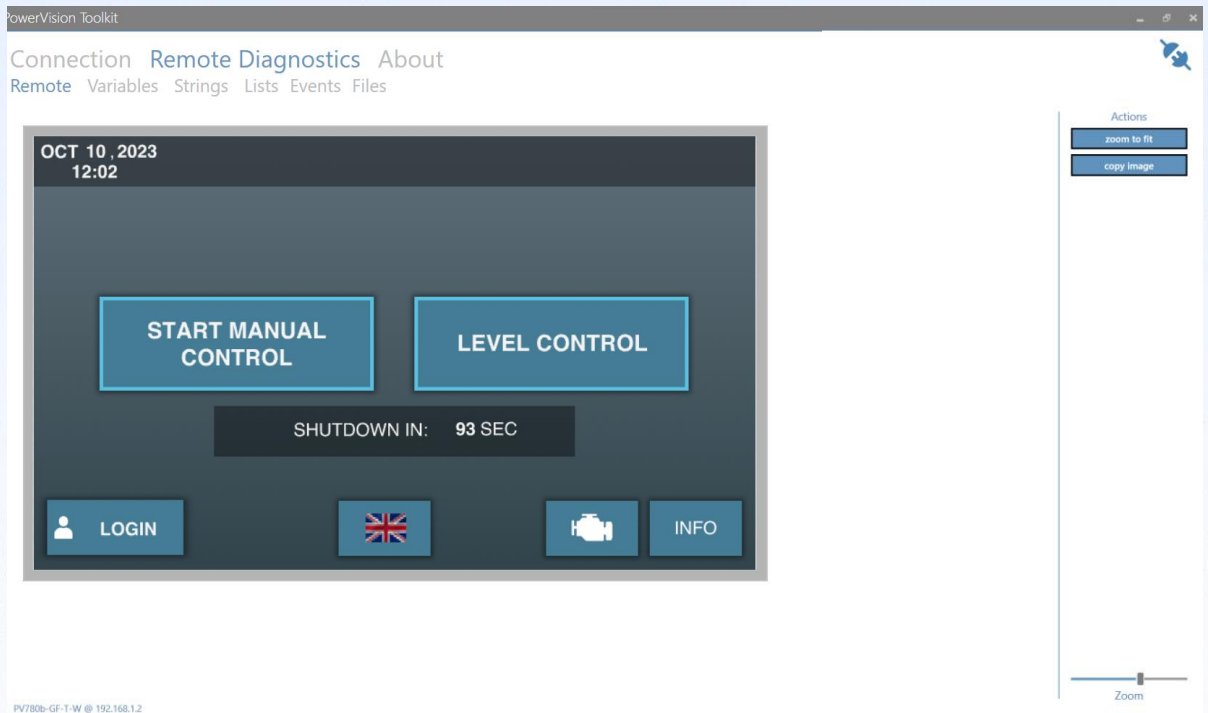 PowerVision Toolkit
Connection Remote Diagnostics About
Remote Variables Strings Lists Events Files
Actions
zoom to fit
copy image
OCT 10, 2023
12:02
START MANUAL
CONTROL
LEVEL CONTROL
SHUTDOWN IN: 93 SEC
LOGIN
INFO
Zoom
PV780b-GF-T-W @ 192.168.1.2